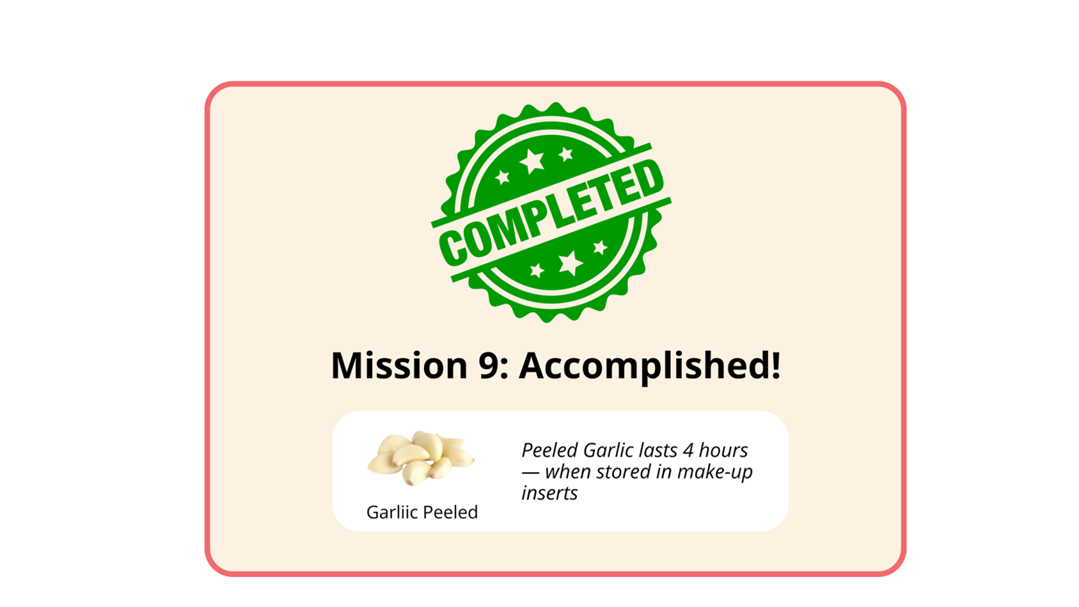 COMPLETED
Mission 9: Accomplished!
Peeled Garlic lasts 4 hours
— when stored in make-up
inserts
Garliic Peeled